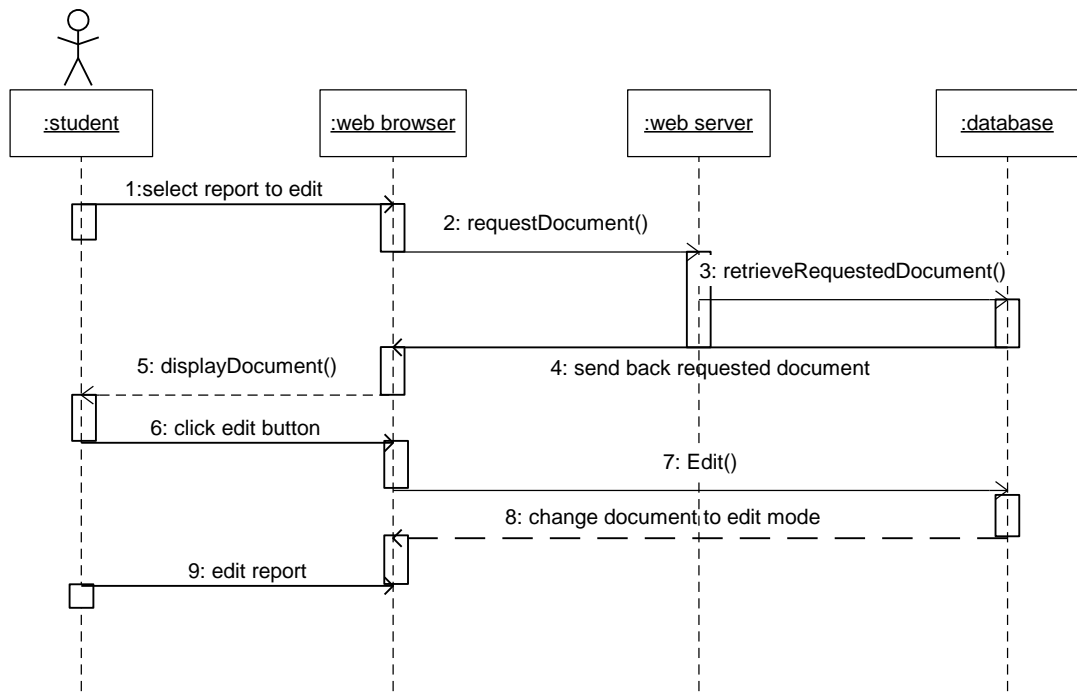 :student
:web browser
:web server
:database
1:select report to edit
2: requestDocument()
3: retrieveRequestedDocument()
4: send back requested document
5: displayDocument()
6: click edit button
7: Edit()
8: change document to edit mode
9: edit report